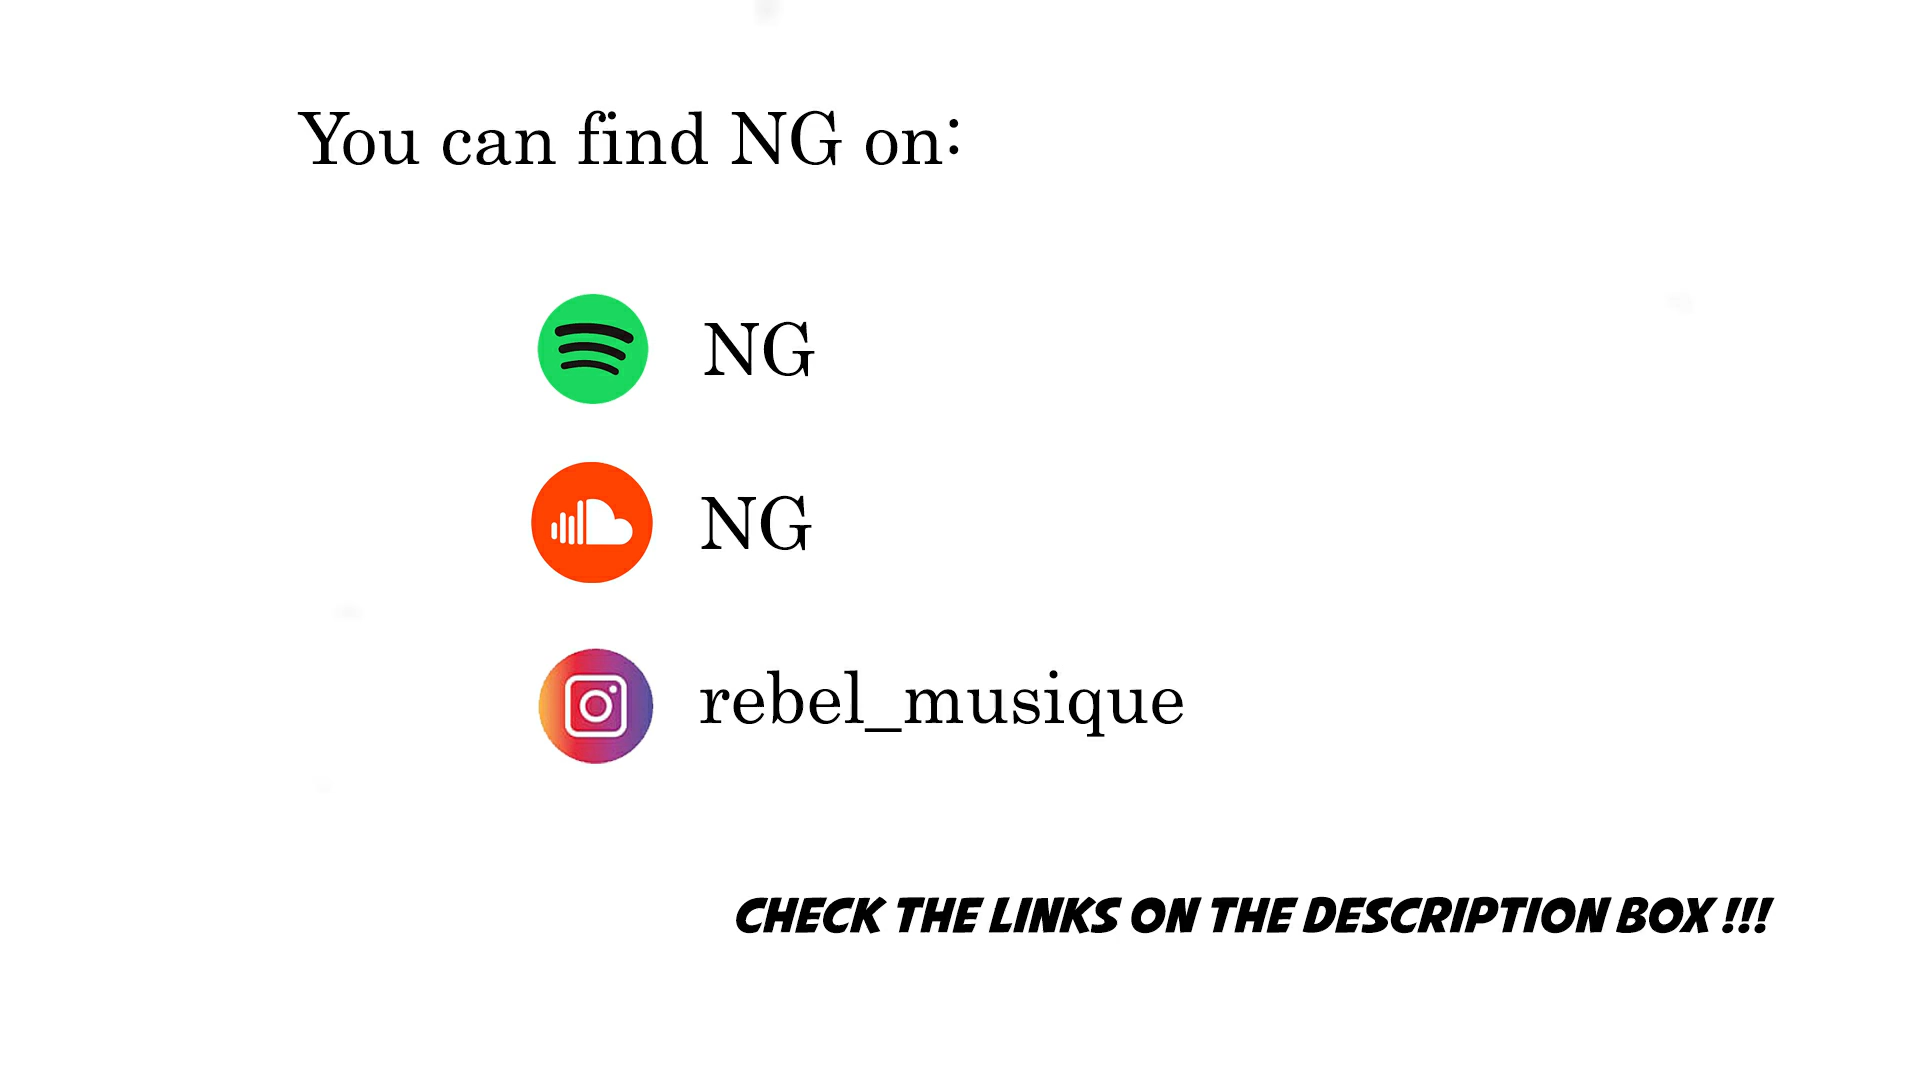 You can find NG on:
NG
NG
rebel_musique
CHECK THE LINKS ON THE DESCRIPTION BOX !!!